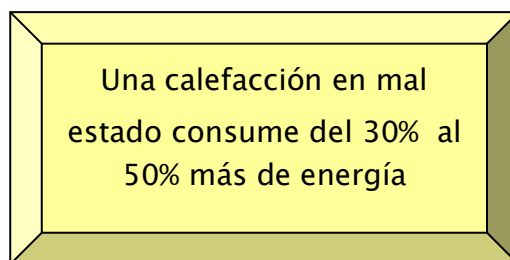 Una calefacción en mal
estado consume del 30%  al
50% más de energía